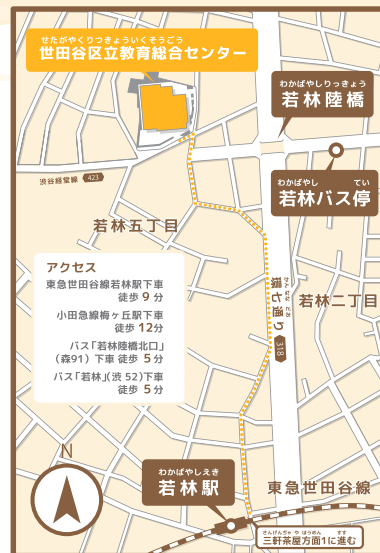 せたがやくりつきょういくそうごう
世田谷区立教育総合センター
わかばやしりっきょう
若林陸橋
渋谷経堂線 423
わかばやし てい
若林バス停
若林五丁目
アクセス
東急世田谷線若林駅下車
徒歩 9 分
小田急線梅ヶ丘駅下車
徒歩 12分
バス「若林陸橋北口」
（森91）下車 徒歩 5分
バス「若林」(渋 52)下車
徒歩 5分
かんなな どお
環七通り
318
若林二丁目
N
わかばやしえき
若林駅
東急世田谷線
さんげんぢゃ や ほうめん すす
三軒茶屋方面1に進む